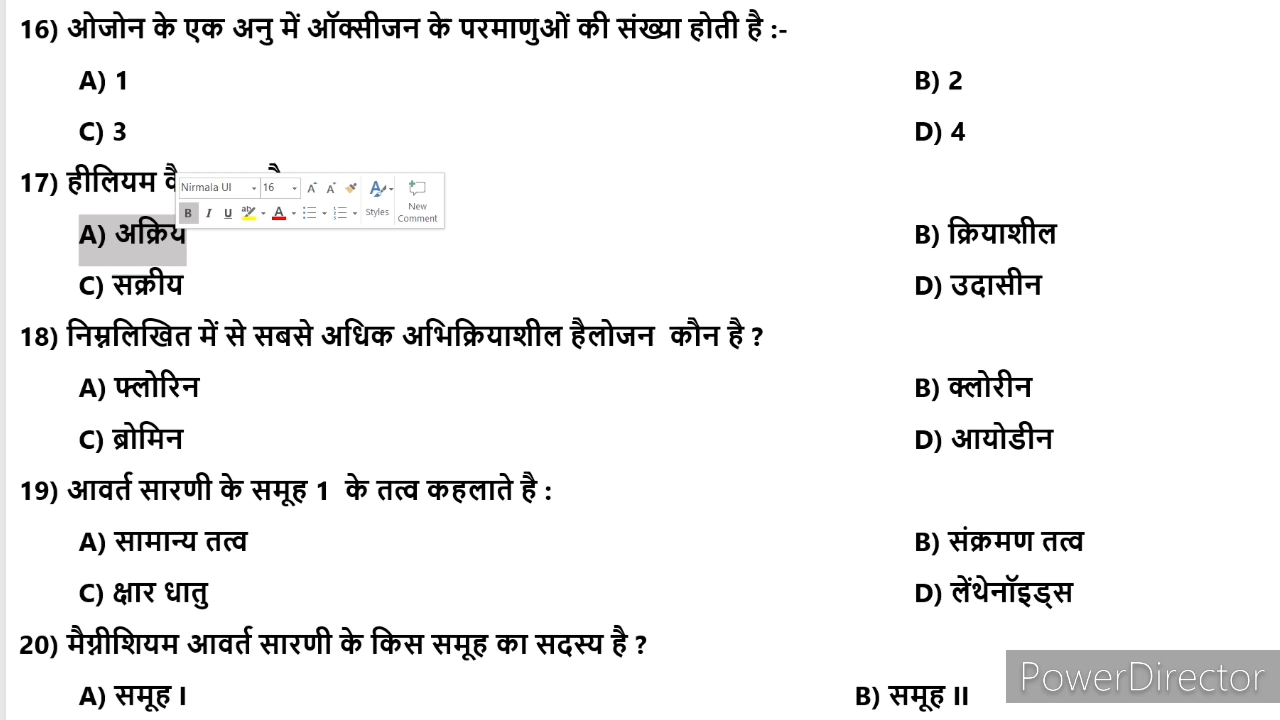 16) ओजोन के एक अनु में ऑक्सीजन के परमाणुओं की संख्या होती है :-
A) 1 B) 2
C) 3 D) 4
17) हीलियम
Nirmala UI 16
Styles New Comment
A) अक्रिय B) क्रियाशील
C) सक्रीय D) उदासीन
18) निम्नलिखित में से सबसे अधिक अभिक्रियाशील हैलोजन कौन है ?
A) फ्लोरिन B) क्लोरीन
C) ब्रोमिन D) आयोडीन
19) आवर्त सारणी के समूह 1 के तत्व कहलाते है :
A) सामान्य तत्व B) संक्रमण तत्व
C) क्षार धातु D) लेंथेनॉइड्स
20) मैग्नीशियम आवर्त सारणी के किस समूह का सदस्य है ?
A) समूह I B) समूह II
PowerDirector